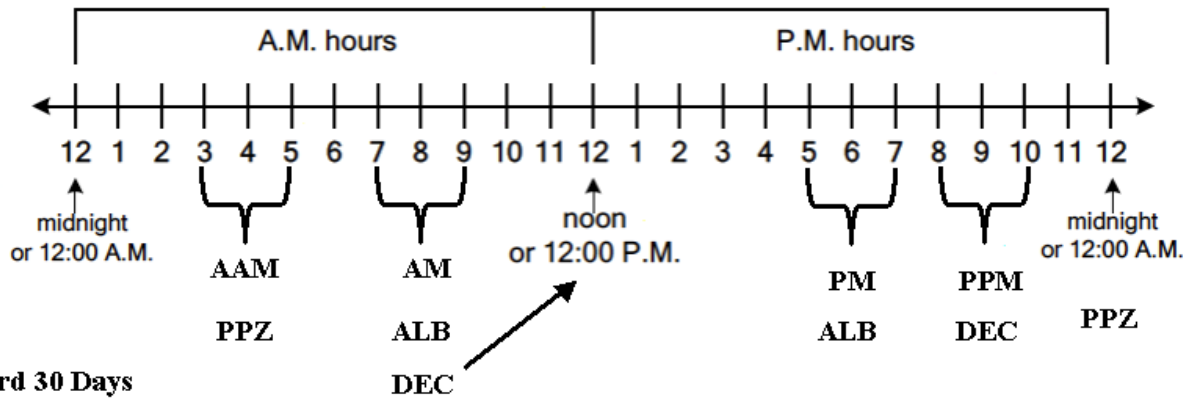 A.M. hours P.M. hours
12 1 2 3 4 5 6 7 8 9 10 11 12 1 2 3 4 5 6 7 8 9 10 11 12
midnight
or 12:00 A.M.
noon
or 12:00 P.M.
midnight
or 12:00 A.M.
AAM AM PM PPM
PPZ ALB ALB DEC PPZ
rd 30 Days DEC